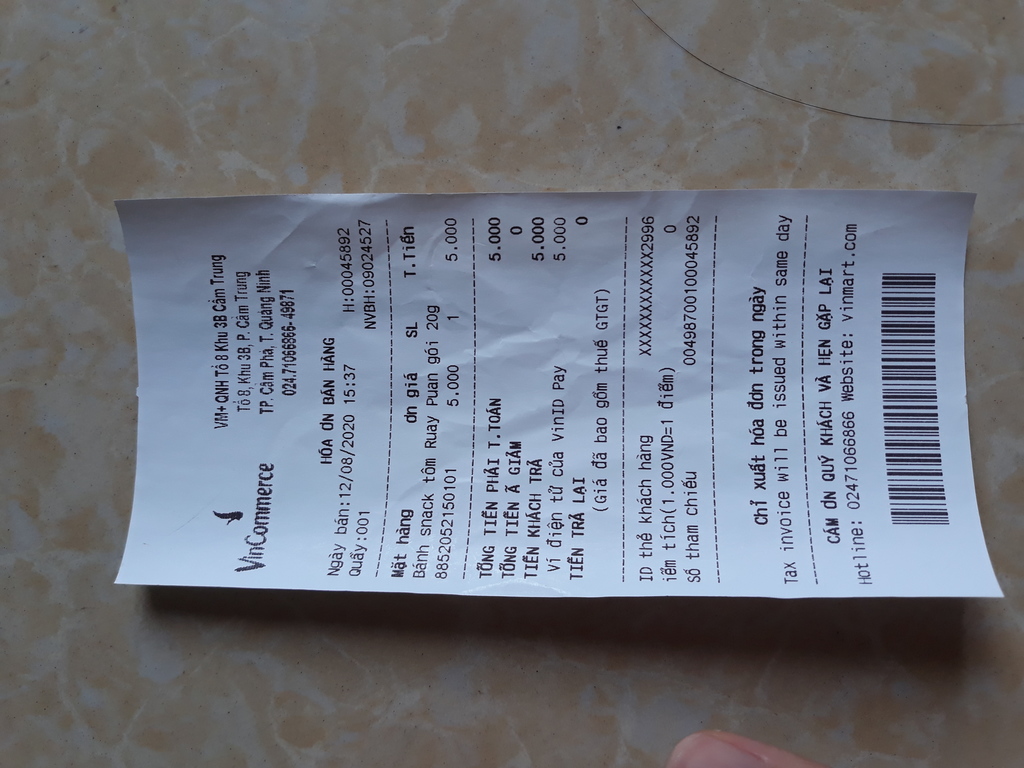 VinCommerce
VM+ QNH Tổ 8 Khu 3B Cẩm Trung
Tổ 8, Khu 3B, P. Cẩm Trung
TP. Cẩm Phả, T. Quảng Ninh
024.71066866- 49871
HÓA ƠN BÁN HÀNG
Ngày bán:12/08/2020 15:37 H:00045892
Quầy:001 NVBH:09024527
Mặt hàng ơn giá SL T.Tiền
Bánh snack tôm Ruay Puan gói 20g
8852052150101 5.000 1 5.000
TỔNG TIỀN PHẢI T.TOÁN 5.000
TỔNG TIỀN Ã GIẢM 0
TIỀN KHÁCH TRẢ 5.000
Ví điện tử của VinID Pay 5.000
TIỀN TRẢ LẠI 0
(Giá đã bao gồm thuế GTGT)
ID thẻ khách hàng XXXXXXXXXXXX2996
iểm tích(1.000VND=1 điểm) 0
Số tham chiếu 0049870010010004​5892
Chỉ xuất hóa đơn trong ngày
Tax invoice will be issued within same day
CẢM ƠN QUÝ KHÁCH VÀ HẸN GẶP LẠI
Hotline: 02471066866 Website: vinmart.com